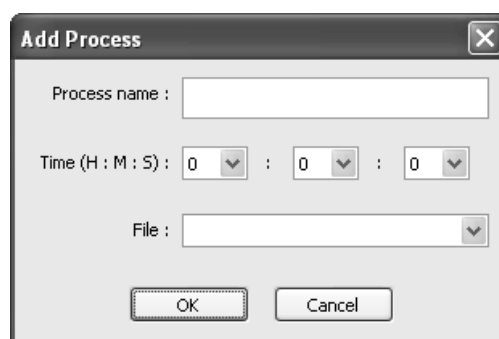 Add Process
Process name :
Time (H : M : S) : 0 : 0 : 0
File :
OK Cancel